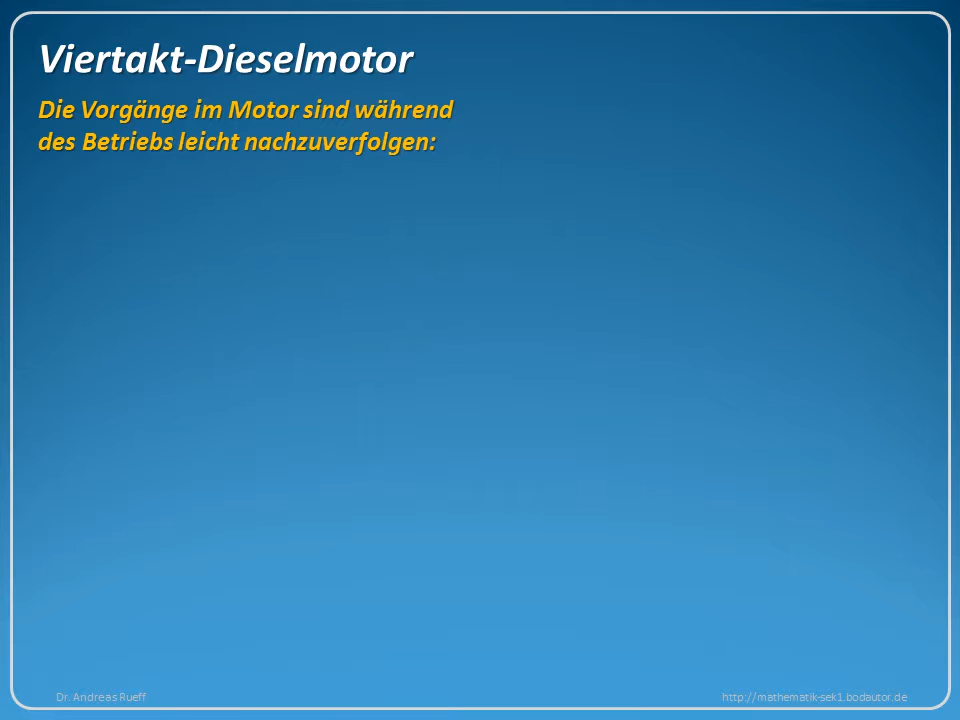 Viertakt-Dieselmotor
Die Vorgänge im Motor sind während
des Betriebs leicht nachzuverfolgen:
Dr. Andreas Rueff
http://mathematik-sek1.bodautor.de